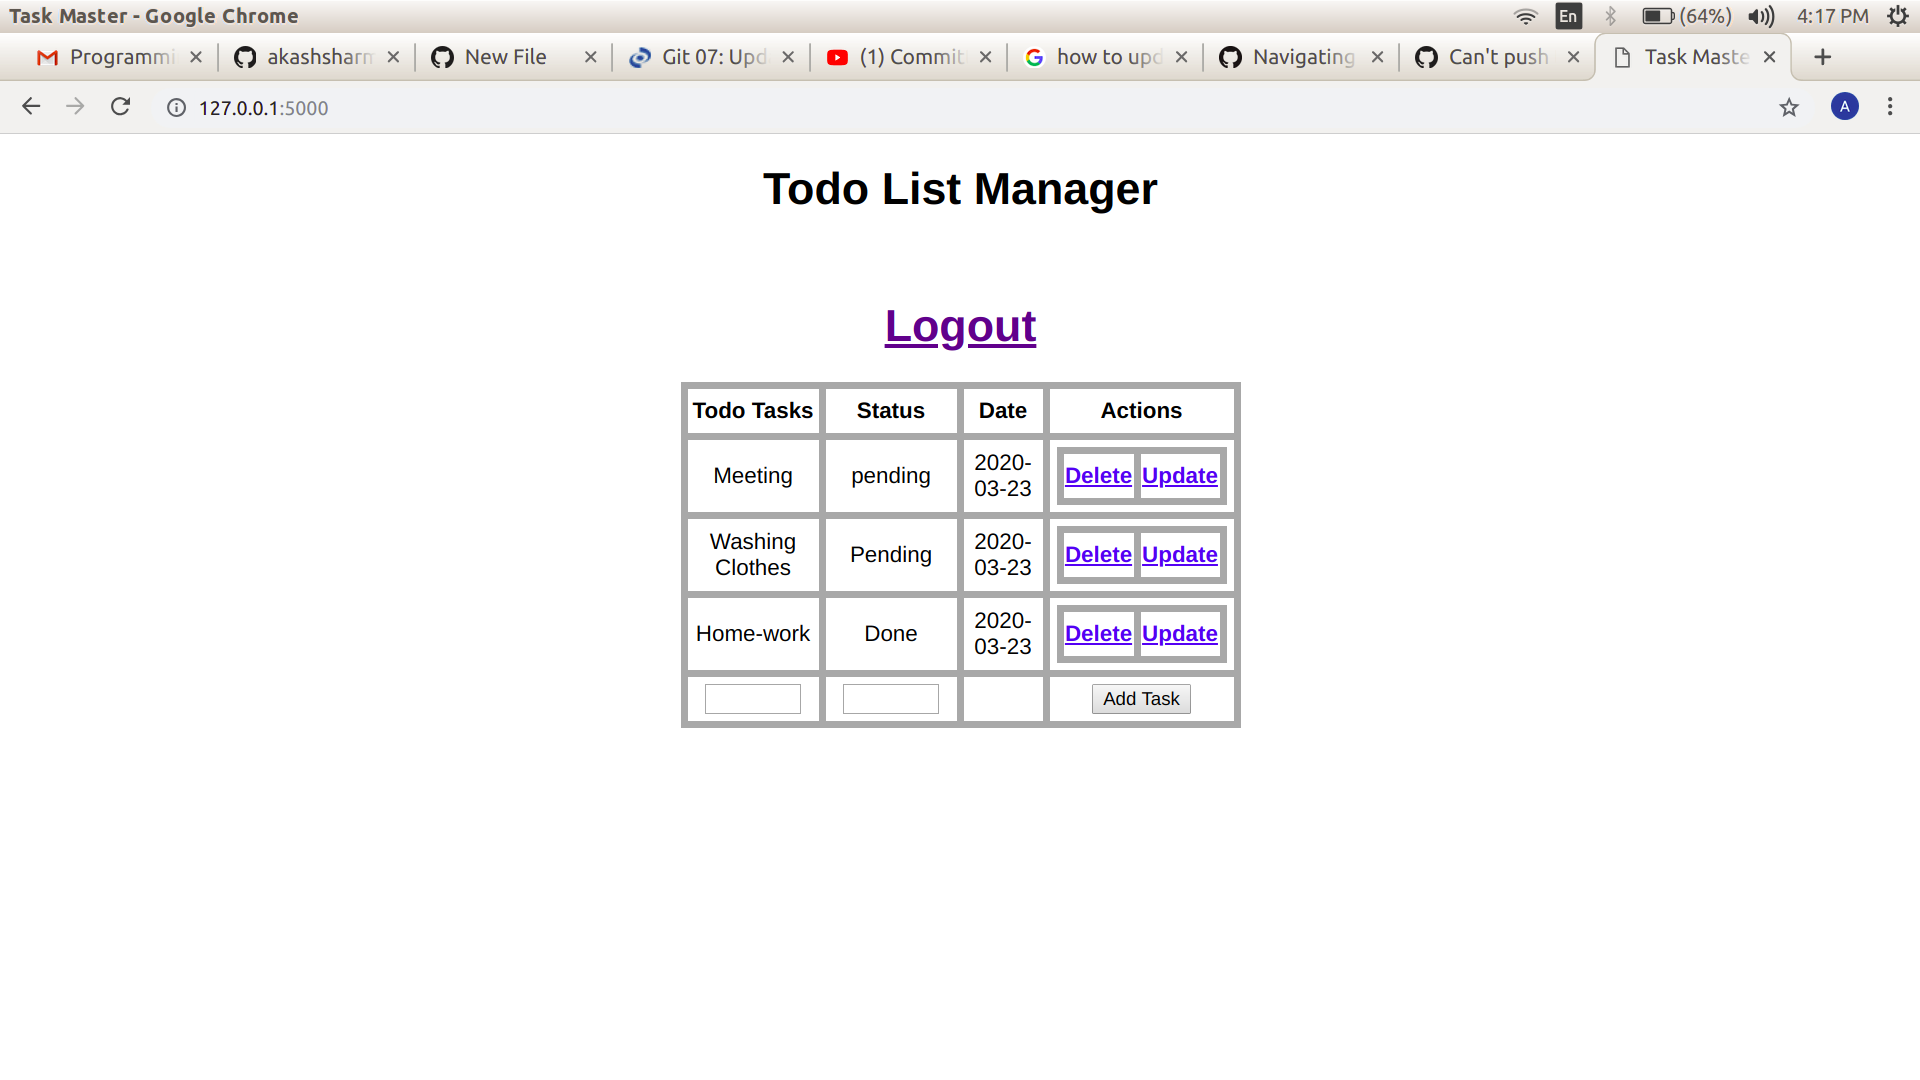 Task Master - Google Chrome
En
(64%)
4:17 PM
Programmi
akashsharm
New File
Git 07: Upd
(1) Commit
how to upd
Navigating
Can't push
Task Maste
127.0.0.1:5000
A
Todo List Manager
Logout
Todo Tasks Status Date Actions
Meeting pending 2020-03-23 Delete Update
Washing Clothes Pending 2020-03-23 Delete Update
Home-work Done 2020-03-23 Delete Update
Add Task